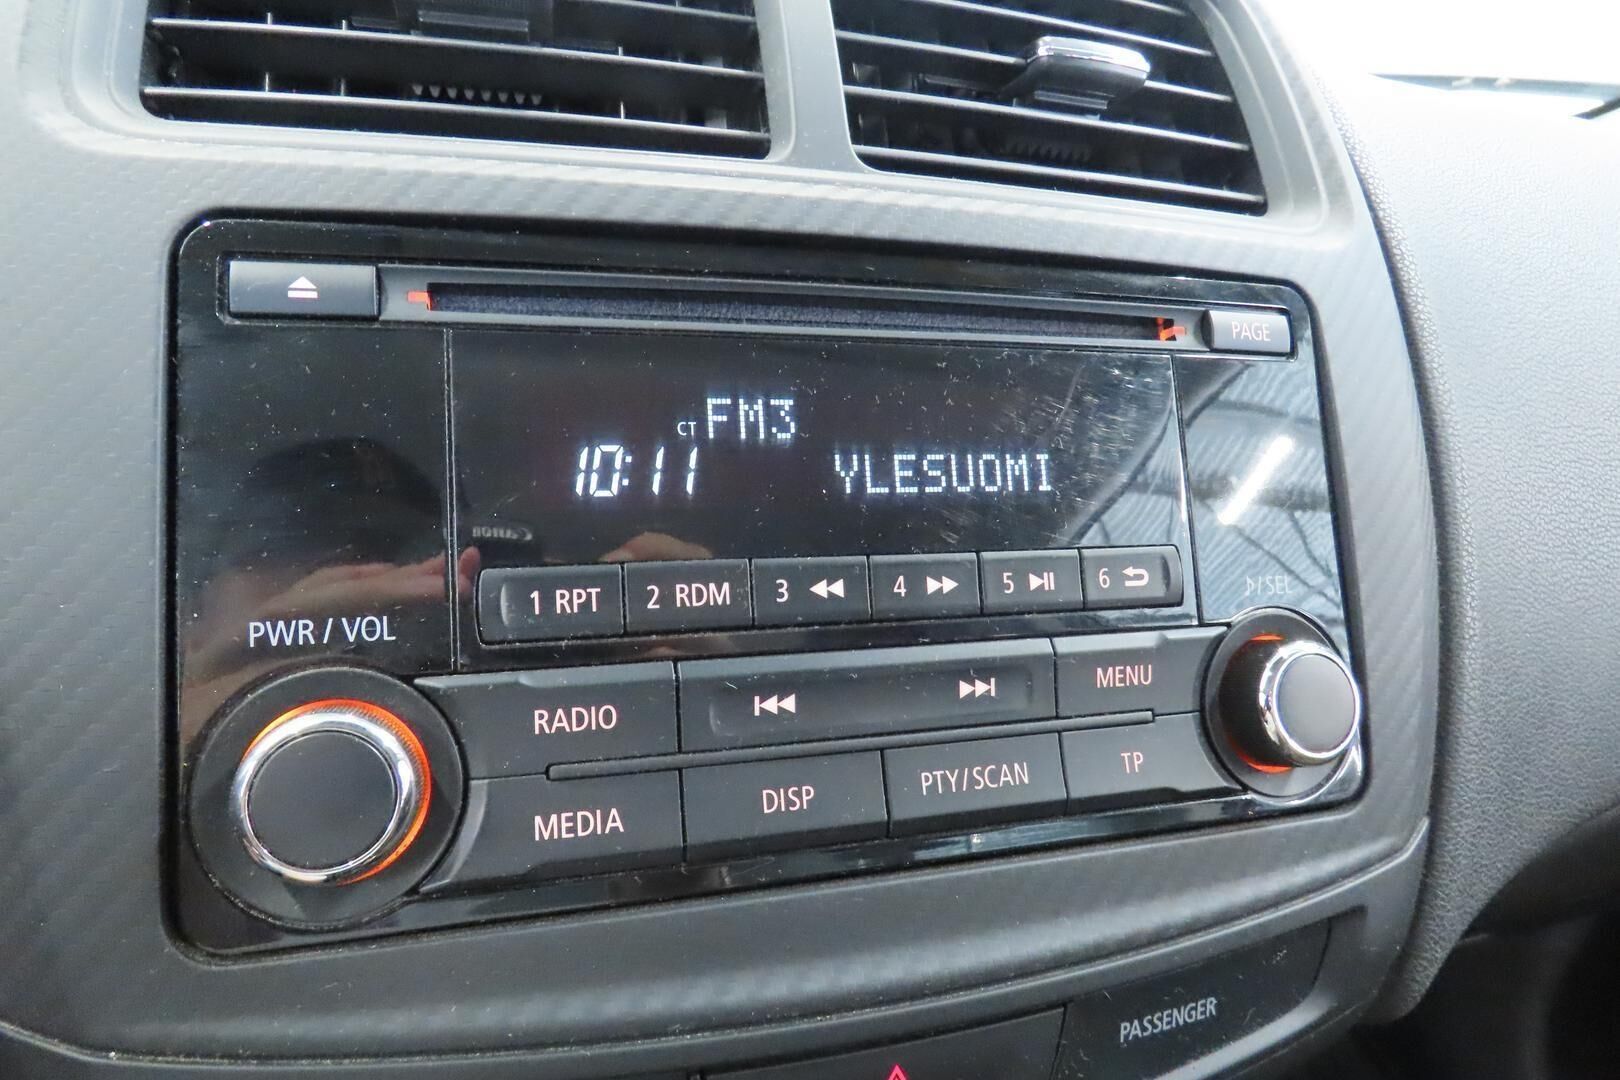 PAGE
CT FM3
10:11 YLESUOMI
1 RPT 2 RDM 3 4 5 6
PWR / VOL
RADIO MENU
MEDIA DISP PTY/SCAN TP
PASSENGER